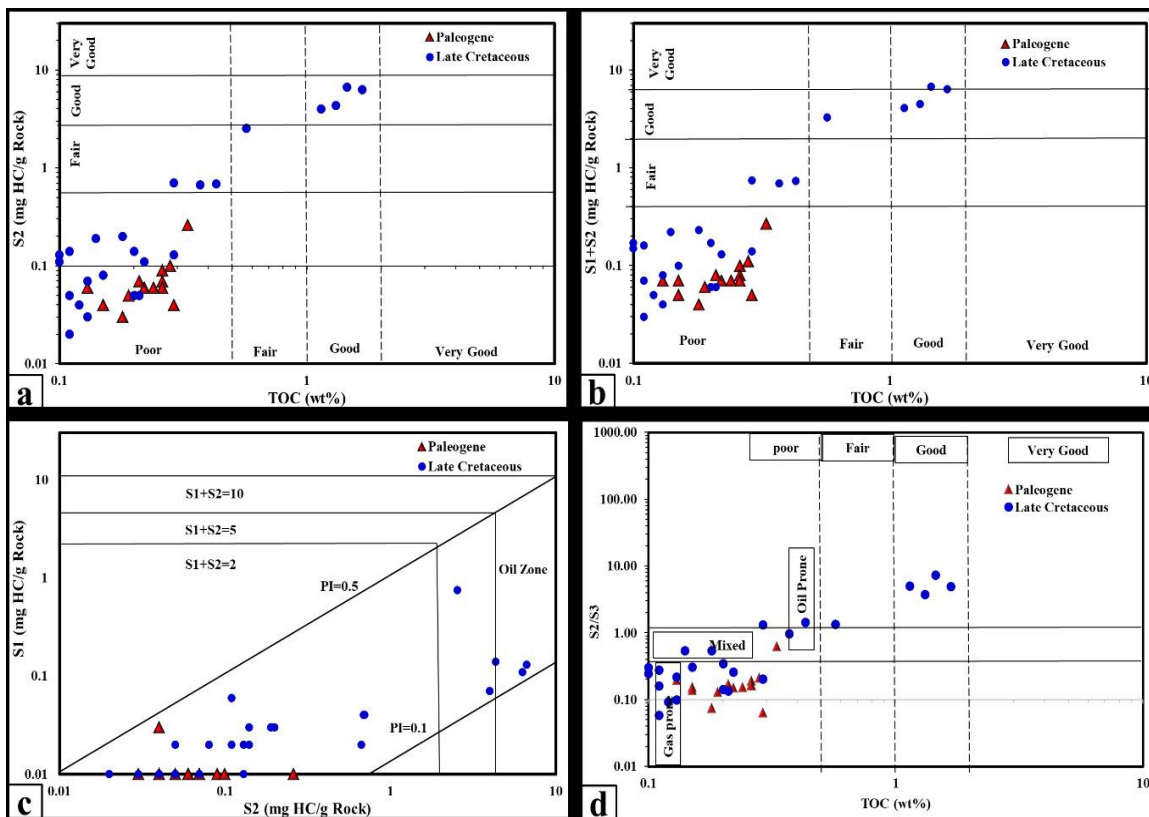 Very Good
Good
Fair
S2 (mg HC/g Rock)
10
1
0.1
0.01
Paleogene
Late Cretaceous
Poor
Fair
Good
Very Good
0.1
1
10
TOC (wt%)
a
Very Good
Good
Fair
S1+S2 (mg HC/g Rock)
10
1
0.1
0.01
Paleogene
Late Cretaceous
Poor
Fair
Good
Very Good
0.1
1
10
TOC (wt%)
b
S1 (mg HC/g Rock)
10
1
0.1
0.01
Paleogene
Late Cretaceous
S1+S2=10
S1+S2=5
S1+S2=2
PI=0.5
Oil Zone
PI=0.1
0.01
0.1
1
10
S2 (mg HC/g Rock)
c
S2/S3
1000.00
100.00
10.00
1.00
0.10
0.01
poor
Fair
Good
Very Good
Paleogene
Late Cretaceous
Oil Prone
Mixed
Gas prone
0.1
1
10
TOC (wt%)
d